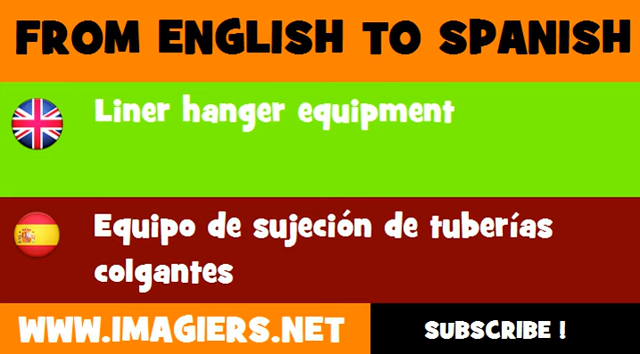 FROM ENGLISH TO SPANISH
Liner hanger equipment
Equipo de sujeción de tuberías
colgantes
WWW.IMAGIERS.NET
SUBSCRIBE !